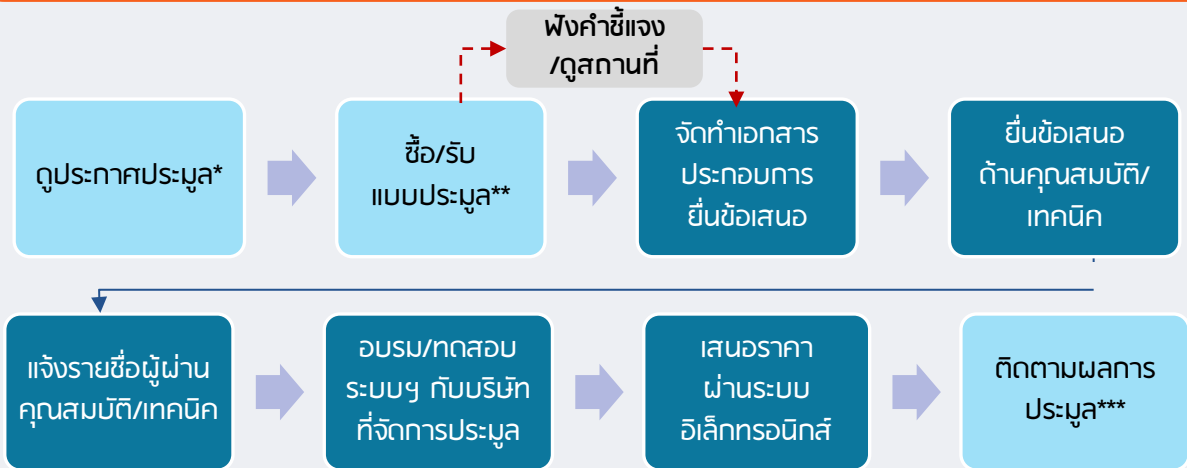 ฟังคำชี้แจง
/ดูสถานที่
ดูประกาศประมูล*
ซื้อ/รับ
แบบประมูล**
จัดทำเอกสาร
ประกอบการ
ยื่นข้อเสนอ
ยื่นข้อเสนอ
ด้านคุณสมบัติ/
เทคนิค
แจ้งรายชื่อผู้ผ่าน
คุณสมบัติ/เทคนิค
อบรม/ทดสอบ
ระบบฯ กับบริษัท
ที่จัดการประมูล
เสนอราคา
ผ่านระบบ
อิเล็กทรอนิกส์
ติดตามผลการ
ประมูล***